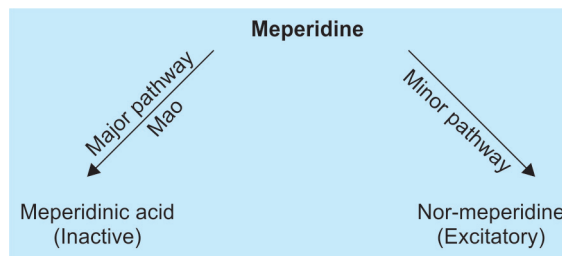 Meperidine
Major pathway
Mao
Minor pathway
Meperidinic acid
(Inactive)
Nor-meperidine
(Excitatory)